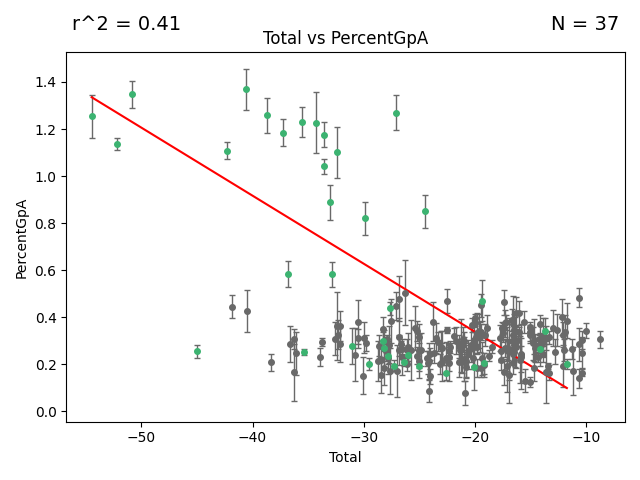 r^2 = 0.41
N = 37
Total vs PercentGpA
1.4
1.2
1.0
0.8
0.6
0.4
0.2
0.0
PercentGpA
−50
−40
−30
−20
−10
Total